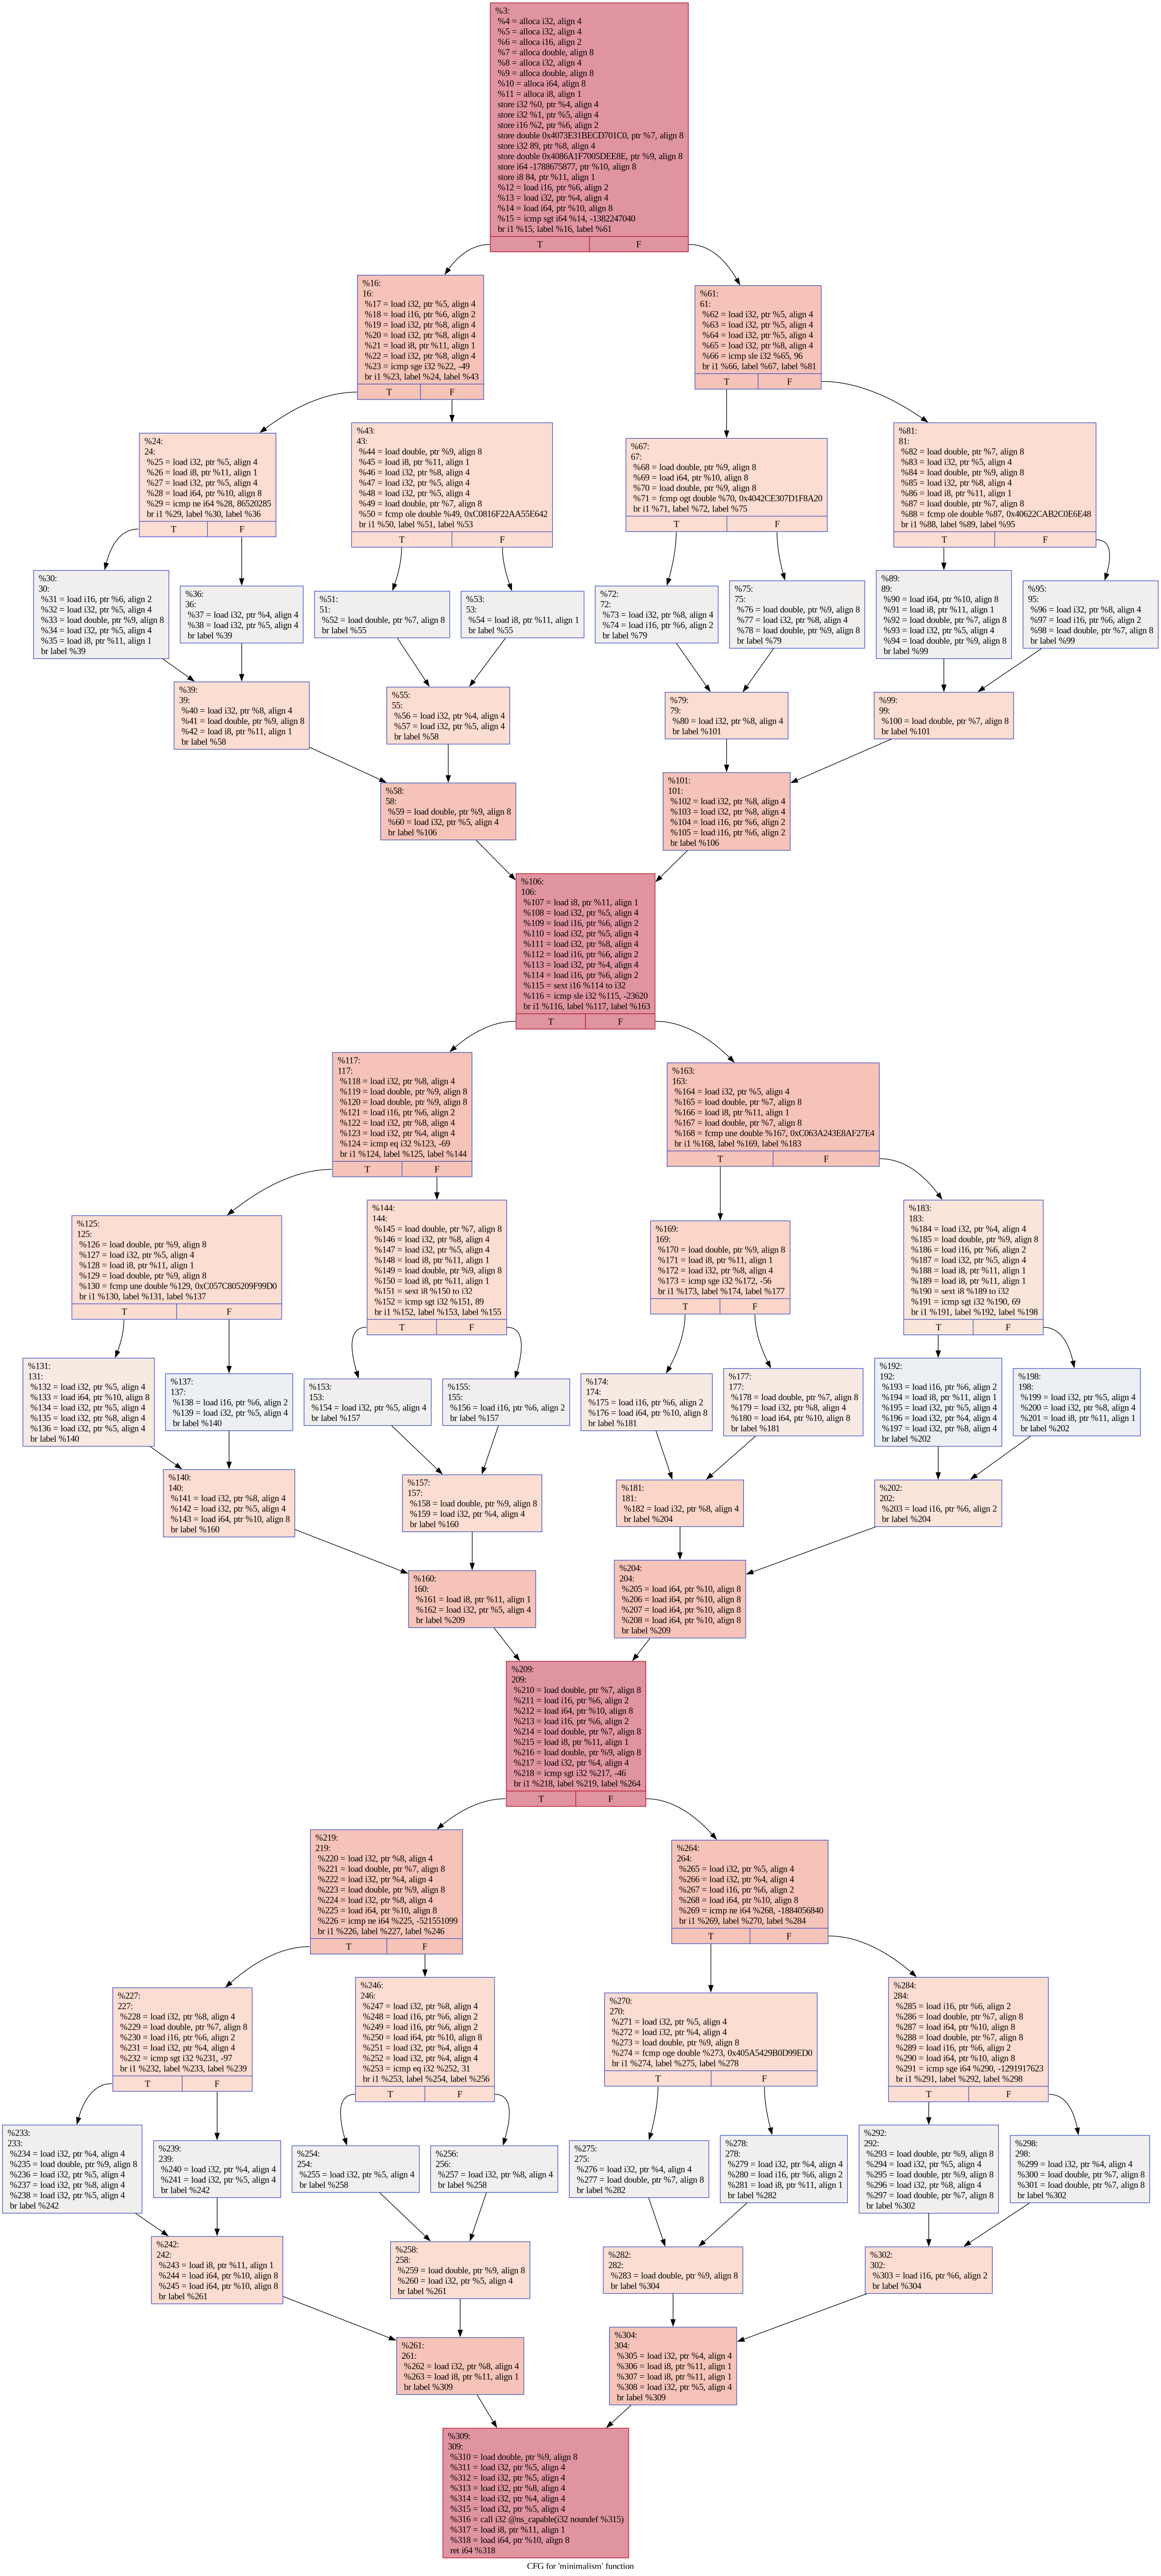 %3:
%4 = alloca i32, align 4
%5 = alloca i32, align 4
%6 = alloca i16, align 2
%7 = alloca double, align 8
%8 = alloca i32, align 4
%9 = alloca double, align 8
%10 = alloca i64, align 8
%11 = alloca i8, align 1
store i32 %0, ptr %4, align 4
store i32 %1, ptr %5, align 4
store i16 %2, ptr %6, align 2
store double 0x4073E31BECD701C0, ptr %7, align 8
store i32 89, ptr %8, align 4
store double 0x4086A1F7005DEE8E, ptr %9, align 8
store i64 -1788675877, ptr %10, align 8
store i8 84, ptr %11, align 1
%12 = load i16, ptr %6, align 2
%13 = load i32, ptr %4, align 4
%14 = load i64, ptr %10, align 8
%15 = icmp sgt i64 %14, -1382247040
br i1 %15, label %16, label %61
T F
%16:
16:
%17 = load i32, ptr %5, align 4
%18 = load i16, ptr %6, align 2
%19 = load i32, ptr %8, align 4
%20 = load i32, ptr %8, align 4
%21 = load i8, ptr %11, align 1
%22 = load i32, ptr %8, align 4
%23 = icmp sge i32 %22, -49
br i1 %23, label %24, label %43
T F
%61:
61:
%62 = load i32, ptr %5, align 4
%63 = load i32, ptr %5, align 4
%64 = load i32, ptr %5, align 4
%65 = load i32, ptr %8, align 4
%66 = icmp sle i32 %65, 96
br i1 %66, label %67, label %81
T F
%24:
24:
%25 = load i32, ptr %5, align 4
%26 = load i8, ptr %11, align 1
%27 = load i32, ptr %5, align 4
%28 = load i64, ptr %10, align 8
%29 = icmp ne i64 %28, 86520285
br i1 %29, label %30, label %36
T F
%43:
43:
%44 = load double, ptr %9, align 8
%45 = load i8, ptr %11, align 1
%46 = load i32, ptr %8, align 4
%47 = load i32, ptr %5, align 4
%48 = load i32, ptr %5, align 4
%49 = load double, ptr %7, align 8
%50 = fcmp ole double %49, 0xC0816F22AA55E642
br i1 %50, label %51, label %53
T F
%67:
67:
%68 = load double, ptr %9, align 8
%69 = load i64, ptr %10, align 8
%70 = load double, ptr %9, align 8
%71 = fcmp ogt double %70, 0x4042CE307D1F8A20
br i1 %71, label %72, label %75
T F
%81:
81:
%82 = load double, ptr %7, align 8
%83 = load i32, ptr %5, align 4
%84 = load double, ptr %9, align 8
%85 = load i32, ptr %8, align 4
%86 = load i8, ptr %11, align 1
%87 = load double, ptr %7, align 8
%88 = fcmp ole double %87, 0x40622CAB2C0E6E48
br i1 %88, label %89, label %95
T F
%30:
30:
%31 = load i16, ptr %6, align 2
%32 = load i32, ptr %5, align 4
%33 = load double, ptr %9, align 8
%34 = load i32, ptr %5, align 4
%35 = load i8, ptr %11, align 1
br label %39
%36:
36:
%37 = load i32, ptr %4, align 4
%38 = load i32, ptr %5, align 4
br label %39
%51:
51:
%52 = load double, ptr %7, align 8
br label %55
%53:
53:
%54 = load i8, ptr %11, align 1
br label %55
%72:
72:
%73 = load i32, ptr %8, align 4
%74 = load i16, ptr %6, align 2
br label %79
%75:
75:
%76 = load double, ptr %9, align 8
%77 = load i32, ptr %8, align 4
%78 = load double, ptr %9, align 8
br label %79
%89:
89:
%90 = load i64, ptr %10, align 8
%91 = load i8, ptr %11, align 1
%92 = load double, ptr %7, align 8
%93 = load i32, ptr %5, align 4
%94 = load double, ptr %9, align 8
br label %99
%95:
95:
%96 = load i32, ptr %8, align 4
%97 = load i16, ptr %6, align 2
%98 = load double, ptr %7, align 8
br label %99
%39:
39:
%40 = load i32, ptr %8, align 4
%41 = load double, ptr %9, align 8
%42 = load i8, ptr %11, align 1
br label %58
%55:
55:
%56 = load i32, ptr %4, align 4
%57 = load i32, ptr %5, align 4
br label %58
%79:
79:
%80 = load i32, ptr %8, align 4
br label %101
%99:
99:
%100 = load double, ptr %7, align 8
br label %101
%58:
58:
%59 = load double, ptr %9, align 8
%60 = load i32, ptr %5, align 4
br label %106
%101:
101:
%102 = load i32, ptr %8, align 4
%103 = load i32, ptr %8, align 4
%104 = load i16, ptr %6, align 2
%105 = load i16, ptr %6, align 2
br label %106
%106:
106:
%107 = load i8, ptr %11, align 1
%108 = load i32, ptr %5, align 4
%109 = load i16, ptr %6, align 2
%110 = load i32, ptr %5, align 4
%111 = load i32, ptr %8, align 4
%112 = load i16, ptr %6, align 2
%113 = load i32, ptr %4, align 4
%114 = load i16, ptr %6, align 2
%115 = sext i16 %114 to i32
%116 = icmp sle i32 %115, -23620
br i1 %116, label %117, label %163
T F
%117:
117:
%118 = load i32, ptr %8, align 4
%119 = load double, ptr %9, align 8
%120 = load double, ptr %9, align 8
%121 = load i16, ptr %6, align 2
%122 = load i32, ptr %8, align 4
%123 = load i32, ptr %4, align 4
%124 = icmp eq i32 %123, -69
br i1 %124, label %125, label %144
T F
%163:
163:
%164 = load i32, ptr %5, align 4
%165 = load double, ptr %7, align 8
%166 = load i8, ptr %11, align 1
%167 = load double, ptr %7, align 8
%168 = fcmp une double %167, 0xC063A243E8AF27E4
br i1 %168, label %169, label %183
T F
%125:
125:
%126 = load double, ptr %9, align 8
%127 = load i32, ptr %5, align 4
%128 = load i8, ptr %11, align 1
%129 = load double, ptr %9, align 8
%130 = fcmp une double %129, 0xC057C805209F99D0
br i1 %130, label %131, label %137
T F
%144:
144:
%145 = load double, ptr %7, align 8
%146 = load i32, ptr %8, align 4
%147 = load i32, ptr %5, align 4
%148 = load i8, ptr %11, align 1
%149 = load double, ptr %9, align 8
%150 = load i8, ptr %11, align 1
%151 = sext i8 %150 to i32
%152 = icmp sgt i32 %151, 89
br i1 %152, label %153, label %155
T F
%169:
169:
%170 = load double, ptr %9, align 8
%171 = load i8, ptr %11, align 1
%172 = load i32, ptr %8, align 4
%173 = icmp sge i32 %172, -56
br i1 %173, label %174, label %177
T F
%183:
183:
%184 = load i32, ptr %4, align 4
%185 = load double, ptr %9, align 8
%186 = load i16, ptr %6, align 2
%187 = load i32, ptr %5, align 4
%188 = load i8, ptr %11, align 1
%189 = load i8, ptr %11, align 1
%190 = sext i8 %189 to i32
%191 = icmp sgt i32 %190, 69
br i1 %191, label %192, label %198
T F
%131:
131:
%132 = load i32, ptr %5, align 4
%133 = load i64, ptr %10, align 8
%134 = load i32, ptr %5, align 4
%135 = load i32, ptr %8, align 4
%136 = load i32, ptr %5, align 4
br label %140
%137:
137:
%138 = load i16, ptr %6, align 2
%139 = load i32, ptr %5, align 4
br label %140
%153:
153:
%154 = load i32, ptr %5, align 4
br label %157
%155:
155:
%156 = load i16, ptr %6, align 2
br label %157
%174:
174:
%175 = load i16, ptr %6, align 2
%176 = load i64, ptr %10, align 8
br label %181
%177:
177:
%178 = load double, ptr %7, align 8
%179 = load i32, ptr %8, align 4
%180 = load i64, ptr %10, align 8
br label %181
%192:
192:
%193 = load i16, ptr %6, align 2
%194 = load i8, ptr %11, align 1
%195 = load i32, ptr %5, align 4
%196 = load i32, ptr %4, align 4
%197 = load i32, ptr %8, align 4
br label %202
%198:
198:
%199 = load i32, ptr %5, align 4
%200 = load i32, ptr %8, align 4
%201 = load i8, ptr %11, align 1
br label %202
%140:
140:
%141 = load i32, ptr %8, align 4
%142 = load i32, ptr %5, align 4
%143 = load i64, ptr %10, align 8
br label %160
%157:
157:
%158 = load double, ptr %9, align 8
%159 = load i32, ptr %4, align 4
br label %160
%181:
181:
%182 = load i32, ptr %8, align 4
br label %204
%202:
202:
%203 = load i16, ptr %6, align 2
br label %204
%160:
160:
%161 = load i8, ptr %11, align 1
%162 = load i32, ptr %5, align 4
br label %209
%204:
204:
%205 = load i64, ptr %10, align 8
%206 = load i64, ptr %10, align 8
%207 = load i64, ptr %10, align 8
%208 = load i64, ptr %10, align 8
br label %209
%209:
209:
%210 = load double, ptr %7, align 8
%211 = load i16, ptr %6, align 2
%212 = load i64, ptr %10, align 8
%213 = load i16, ptr %6, align 2
%214 = load double, ptr %7, align 8
%215 = load i8, ptr %11, align 1
%216 = load double, ptr %9, align 8
%217 = load i32, ptr %4, align 4
%218 = icmp sgt i32 %217, -46
br i1 %218, label %219, label %264
T F
%219:
219:
%220 = load i32, ptr %8, align 4
%221 = load double, ptr %7, align 8
%222 = load i32, ptr %4, align 4
%223 = load double, ptr %9, align 8
%224 = load i32, ptr %8, align 4
%225 = load i64, ptr %10, align 8
%226 = icmp ne i64 %225, -521551099
br i1 %226, label %227, label %246
T F
%264:
264:
%265 = load i32, ptr %5, align 4
%266 = load i32, ptr %4, align 4
%267 = load i16, ptr %6, align 2
%268 = load i64, ptr %10, align 8
%269 = icmp ne i64 %268, -1884056840
br i1 %269, label %270, label %284
T F
%227:
227:
%228 = load i32, ptr %8, align 4
%229 = load double, ptr %7, align 8
%230 = load i16, ptr %6, align 2
%231 = load i32, ptr %4, align 4
%232 = icmp sgt i32 %231, -97
br i1 %232, label %233, label %239
T F
%246:
246:
%247 = load i32, ptr %8, align 4
%248 = load i16, ptr %6, align 2
%249 = load i16, ptr %6, align 2
%250 = load i64, ptr %10, align 8
%251 = load i32, ptr %4, align 4
%252 = load i32, ptr %4, align 4
%253 = icmp eq i32 %252, 31
br i1 %253, label %254, label %256
T F
%270:
270:
%271 = load i32, ptr %5, align 4
%272 = load i32, ptr %4, align 4
%273 = load double, ptr %9, align 8
%274 = fcmp oge double %273, 0x405A5429B0D99ED0
br i1 %274, label %275, label %278
T F
%284:
284:
%285 = load i16, ptr %6, align 2
%286 = load double, ptr %7, align 8
%287 = load i64, ptr %10, align 8
%288 = load double, ptr %7, align 8
%289 = load i16, ptr %6, align 2
%290 = load i64, ptr %10, align 8
%291 = icmp sge i64 %290, -1291917623
br i1 %291, label %292, label %298
T F
%233:
233:
%234 = load i32, ptr %4, align 4
%235 = load double, ptr %9, align 8
%236 = load i32, ptr %5, align 4
%237 = load i32, ptr %8, align 4
%238 = load i32, ptr %5, align 4
br label %242
%239:
239:
%240 = load i32, ptr %4, align 4
%241 = load i32, ptr %5, align 4
br label %242
%254:
254:
%255 = load i32, ptr %5, align 4
br label %258
%256:
256:
%257 = load i32, ptr %8, align 4
br label %258
%275:
275:
%276 = load i32, ptr %4, align 4
%277 = load double, ptr %7, align 8
br label %282
%278:
278:
%279 = load i32, ptr %4, align 4
%280 = load i16, ptr %6, align 2
%281 = load i8, ptr %11, align 1
br label %282
%292:
292:
%293 = load double, ptr %9, align 8
%294 = load i32, ptr %5, align 4
%295 = load double, ptr %9, align 8
%296 = load i32, ptr %8, align 4
%297 = load double, ptr %7, align 8
br label %302
%298:
298:
%299 = load i32, ptr %4, align 4
%300 = load double, ptr %7, align 8
%301 = load double, ptr %7, align 8
br label %302
%242:
242:
%243 = load i8, ptr %11, align 1
%244 = load i64, ptr %10, align 8
%245 = load i64, ptr %10, align 8
br label %261
%258:
258:
%259 = load double, ptr %9, align 8
%260 = load i32, ptr %5, align 4
br label %261
%282:
282:
%283 = load double, ptr %9, align 8
br label %304
%302:
302:
%303 = load i16, ptr %6, align 2
br label %304
%261:
261:
%262 = load i32, ptr %8, align 4
%263 = load i8, ptr %11, align 1
br label %309
%304:
304:
%305 = load i32, ptr %4, align 4
%306 = load i8, ptr %11, align 1
%307 = load i8, ptr %11, align 1
%308 = load i32, ptr %5, align 4
br label %309
%309:
309:
%310 = load double, ptr %9, align 8
%311 = load i32, ptr %5, align 4
%312 = load i32, ptr %5, align 4
%313 = load i32, ptr %8, align 4
%314 = load i32, ptr %4, align 4
%315 = load i32, ptr %5, align 4
%316 = call i32 @ns_capable(i32 noundef %315)
%317 = load i8, ptr %11, align 1
%318 = load i64, ptr %10, align 8
ret i64 %318
CFG for 'minimalism' function